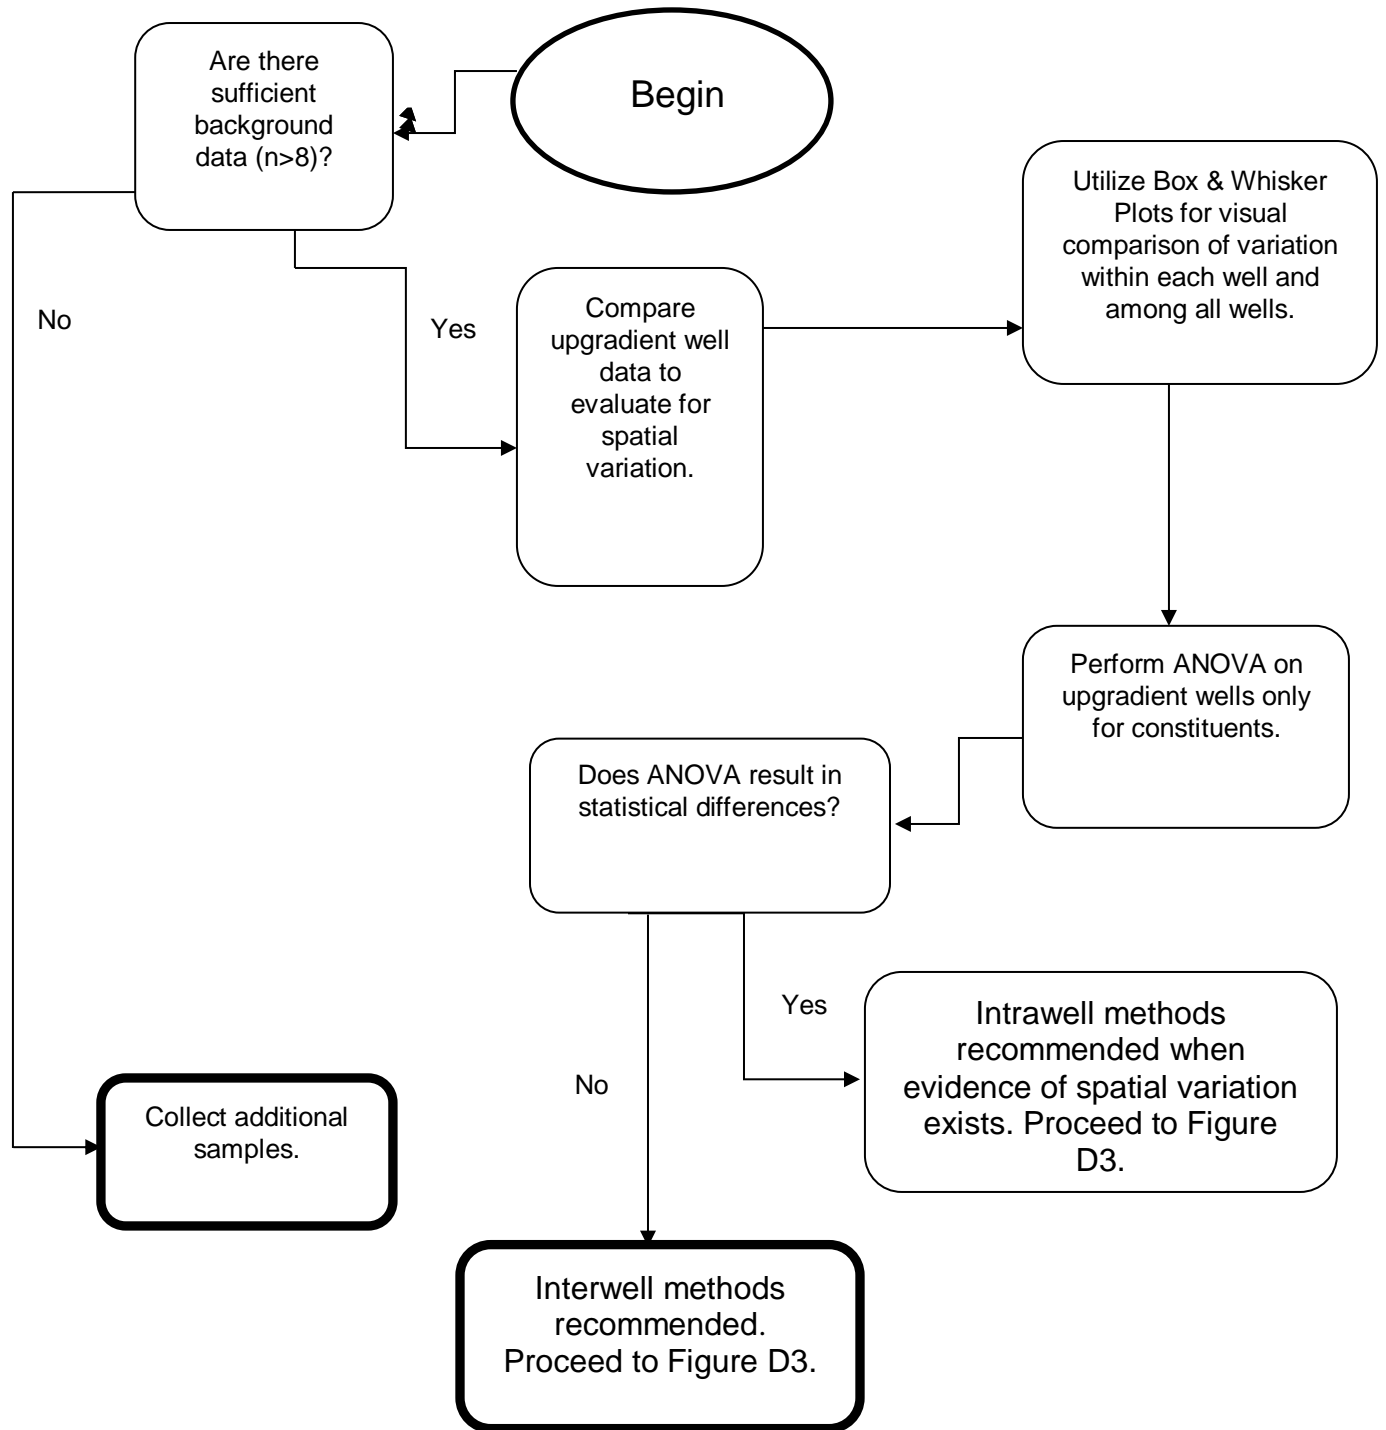 Begin
Are there
sufficient
background
data (n>8)?
No
Yes
Compare
upgradient well
data to
evaluate for
spatial
variation.
Utilize Box & Whisker
Plots for visual
comparison of variation
within each well and
among all wells.
Perform ANOVA on
upgradient wells only
for constituents.
Does ANOVA result in
statistical differences?
Yes
No
Intrawell methods
recommended when
evidence of spatial variation
exists. Proceed to Figure
D3.
Collect additional
samples.
Interwell methods
recommended.
Proceed to Figure D3.